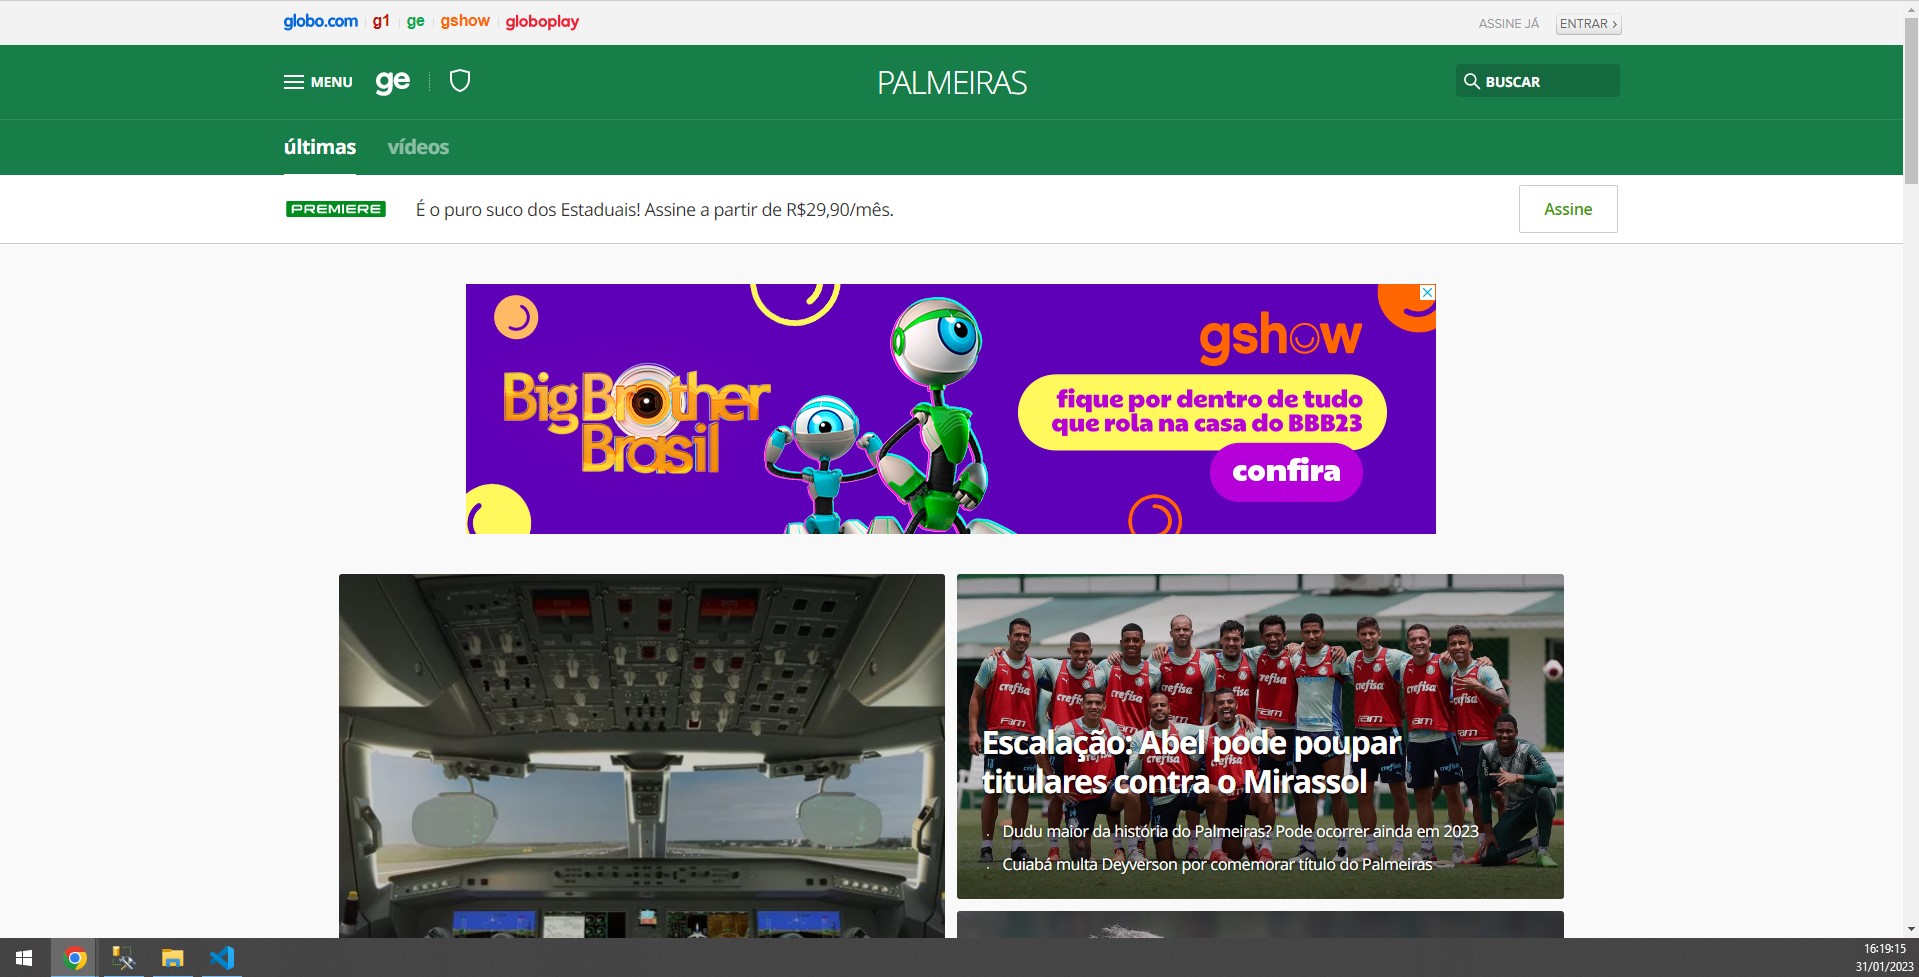 globo.com g1 ge gshow globoplay
ASSINE JÁ ENTRAR ›
MENU ge
PALMEIRAS
BUSCAR
últimas vídeos
PREMIERE É o puro suco dos Estaduais! Assine a partir de R$29,90/mês. Assine
Big Brother
Brasil
gshow
fique por dentro de tudo
que rola na casa do BBB23
confira
Escalação: Abel pode poupar
titulares contra o Mirassol
Dudu maior da história do Palmeiras? Pode ocorrer ainda em 2023
Cuiabá multa Deyverson por comemorar título do Palmeiras
crefisa
FAM
16:19:15
31/01/2023